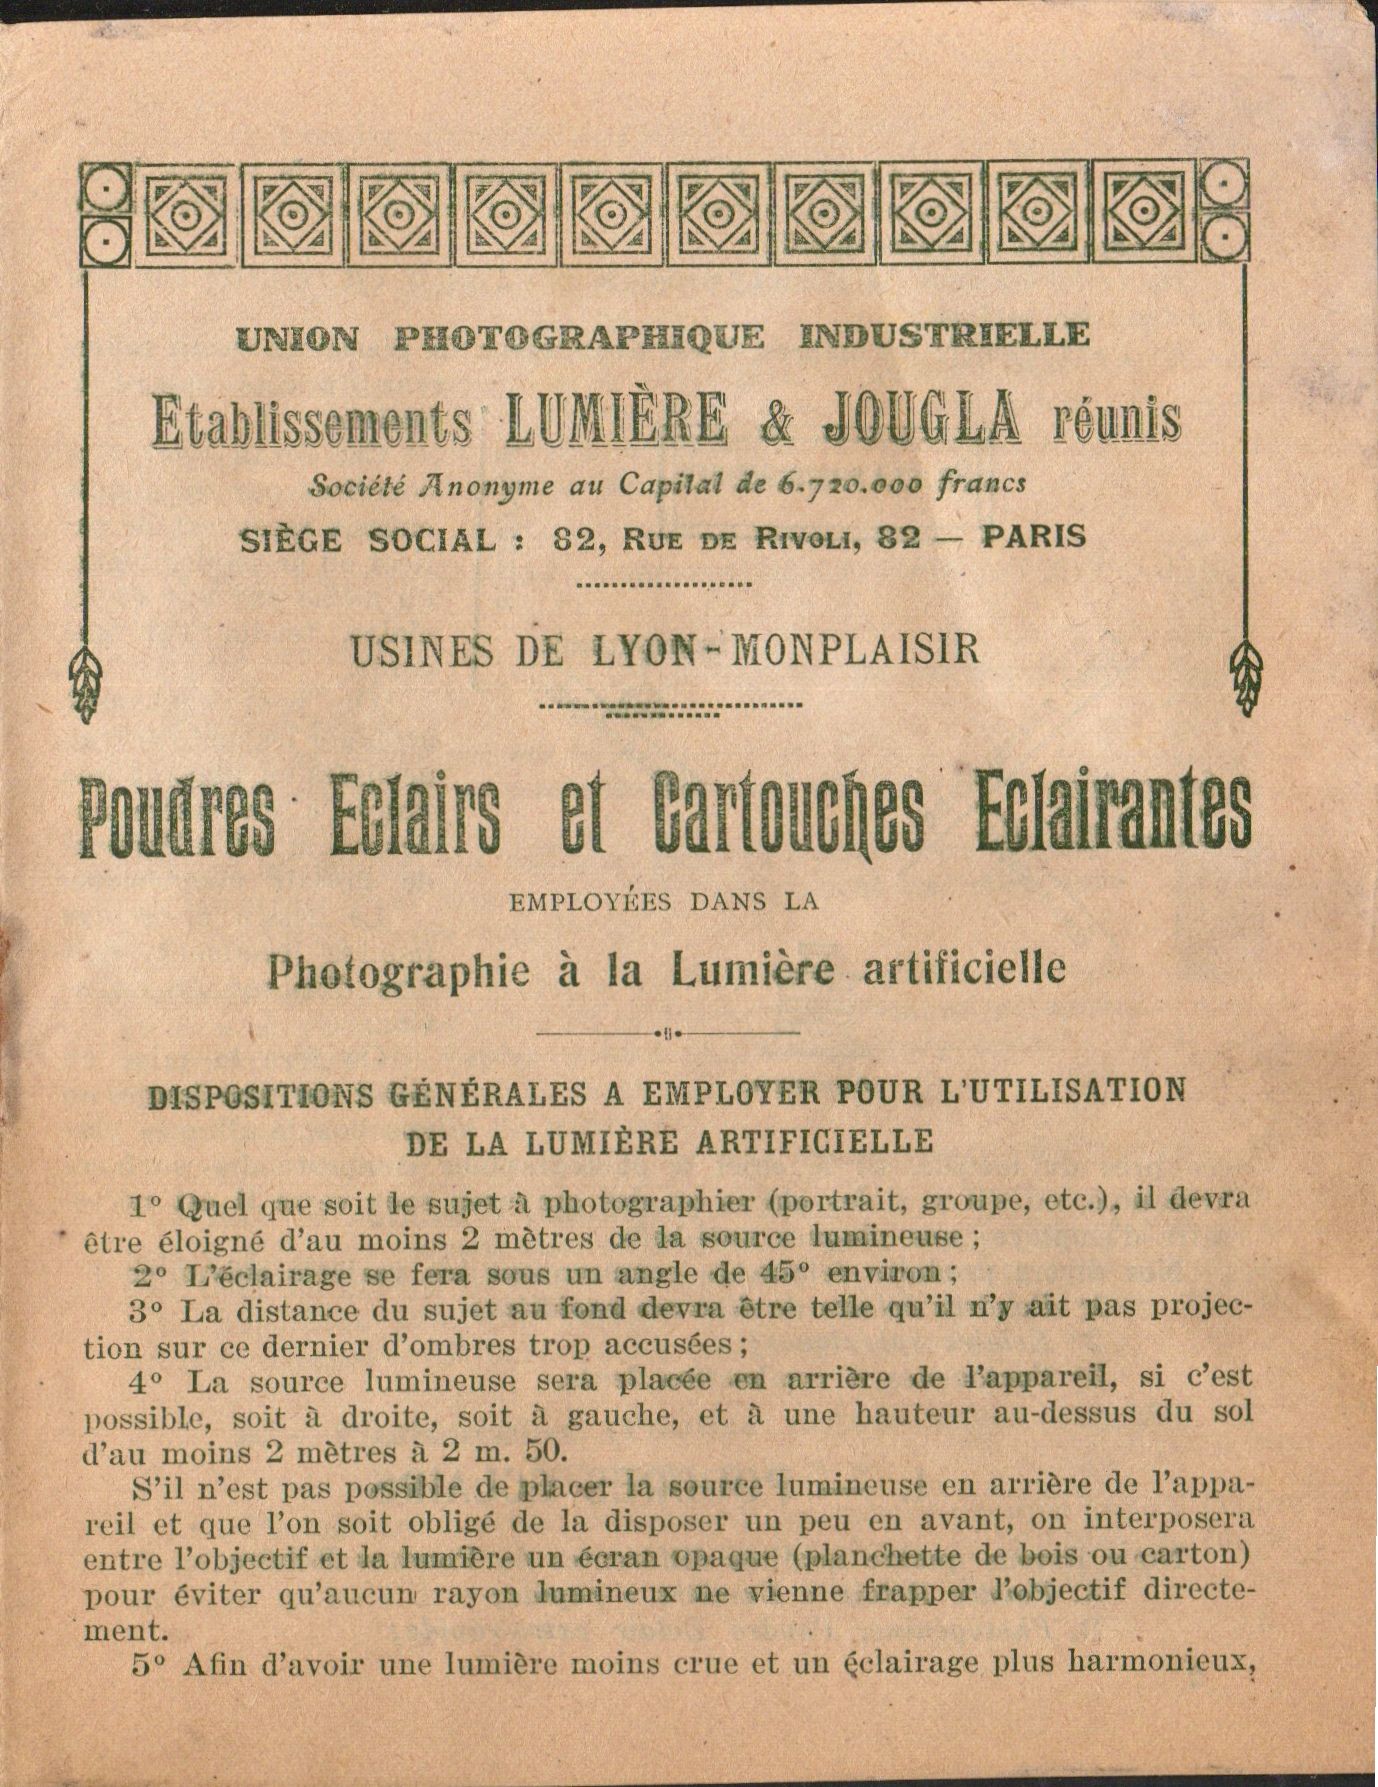 UNION PHOTOGRAPHIQUE INDUSTRIELLE
Etablissements LUMIÈRE & JOUGLA réunis
Société Anonyme au Capital de 6.720.000 francs
SIÈGE SOCIAL : 82, RUE DE RIVOLI, 82 — PARIS
USINES DE LYON-MONPLAISIR
Poudres Eclairs et Cartouches Eclairantes
EMPLOYÉES DANS LA
Photographie à la Lumière artificielle
DISPOSITIONS GÉNÉRALES A EMPLOYER POUR L'UTILISATION
DE LA LUMIÈRE ARTIFICIELLE
1° Quel que soit le sujet à photographier (portrait, groupe, etc.), il devra
être éloigné d'au moins 2 mètres de la source lumineuse ;
2° L'éclairage se fera sous un angle de 45° environ ;
3° La distance du sujet au fond devra être telle qu'il n'y ait pas projec-
tion sur ce dernier d'ombres trop accusées ;
4° La source lumineuse sera placée en arrière de l'appareil, si c'est
possible, soit à droite, soit à gauche, et à une hauteur au-dessus du sol
d'au moins 2 mètres à 2 m. 50.
S'il n'est pas possible de placer la source lumineuse en arrière de l'appa-
reil et que l'on soit obligé de la disposer un peu en avant, on interposera
entre l'objectif et la lumière un écran opaque (planchette de bois ou carton)
pour éviter qu'aucun rayon lumineux ne vienne frapper l'objectif directe-
ment.
5° Afin d'avoir une lumière moins crue et un éclairage plus harmonieux,